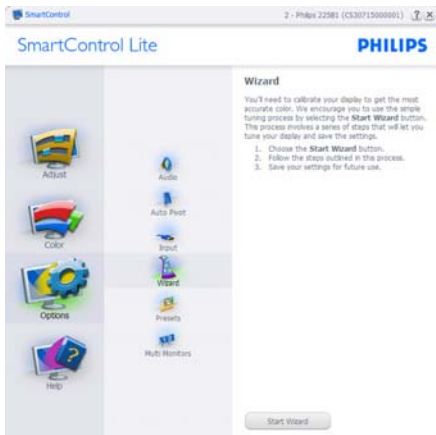 SmartControl
2 - Philips 225B1 (CS30715000001)
? X
SmartControl Lite
PHILIPS
Adjust
Color
Options
Help
Audio
Auto Pivot
Input
Wizard
Presets
Multi Monitors
Wizard
You'll need to calibrate your display to get the most
accurate color. We encourage you to use the simple
tuning process by selecting the Start Wizard button.
This process involves a series of steps that will let you
tune your display and save the settings.
1. Choose the Start Wizard button.
2. Follow the steps outlined in this process.
3. Save your settings for future use.
Start Wizard